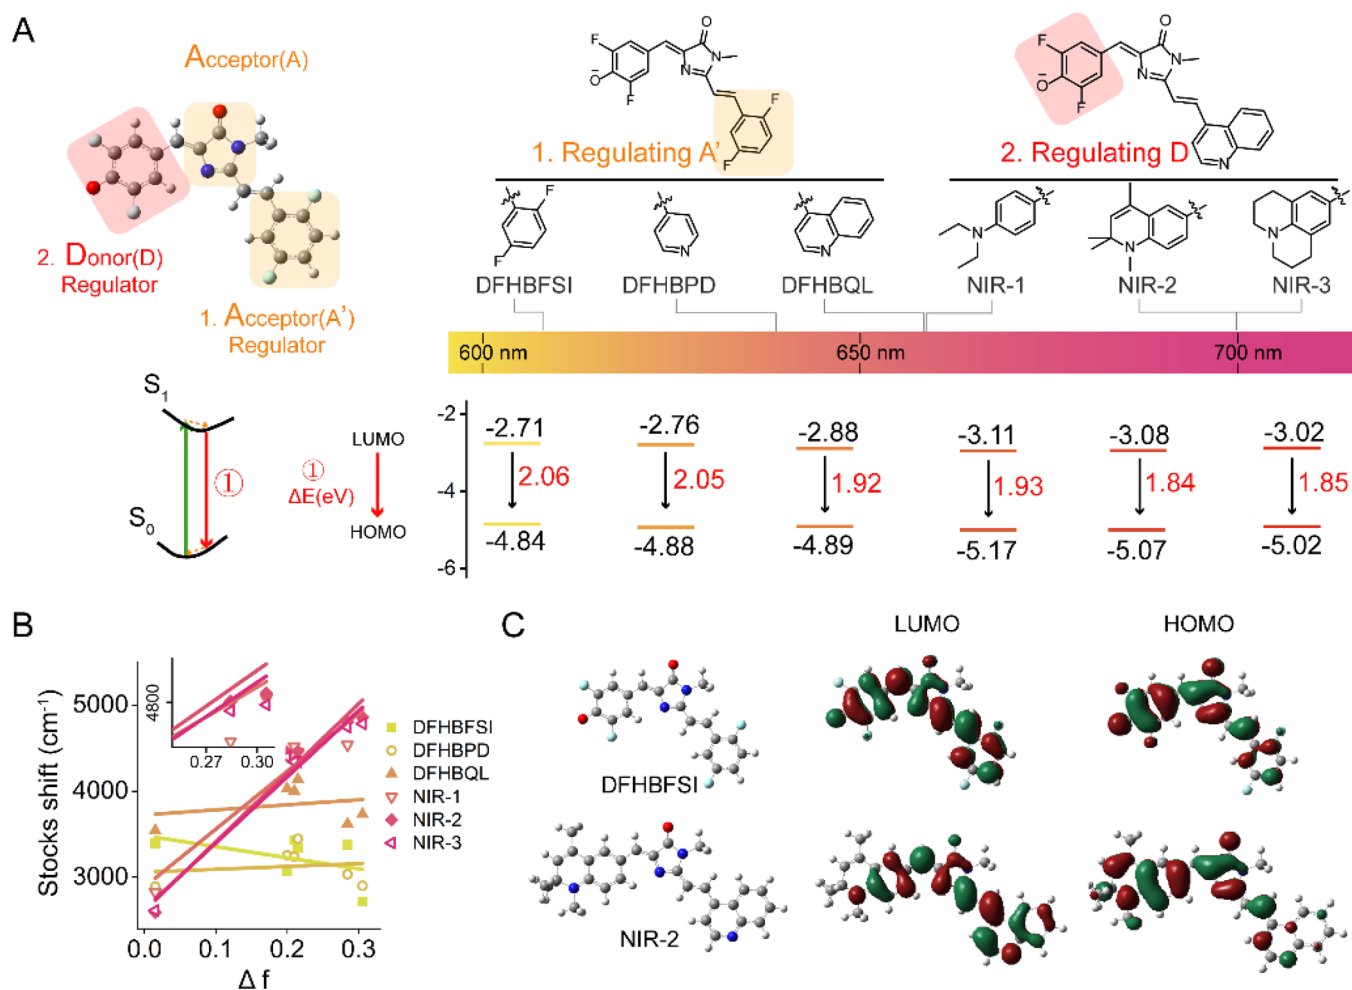 A
Acceptor(A)
2. Donor(D)
Regulator
1. Acceptor(A')
Regulator
F
O
N
N
O⁻
F
F
F
1. Regulating A'
F
O
N
N
O⁻
F
N
2. Regulating D
F
F
N
N
N
N
N
DFHBFSI
DFHBPD
DFHBQL
NIR-1
NIR-2
NIR-3
600 nm
650 nm
700 nm
S₁
S₀
①
LUMO
①
ΔE(eV)
HOMO
-2
-4
-6
-2.71
-2.76
-2.88
-3.11
-3.08
-3.02
2.06
2.05
1.92
1.93
1.84
1.85
-4.84
-4.88
-4.89
-5.17
-5.07
-5.02
B
Stocks shift (cm⁻¹)
5000
4000
3000
4800
0.27
0.30
0.0
0.1
0.2
0.3
Δ f
DFHBFSI
DFHBPD
DFHBQL
NIR-1
NIR-2
NIR-3
C
LUMO
HOMO
DFHBFSI
NIR-2